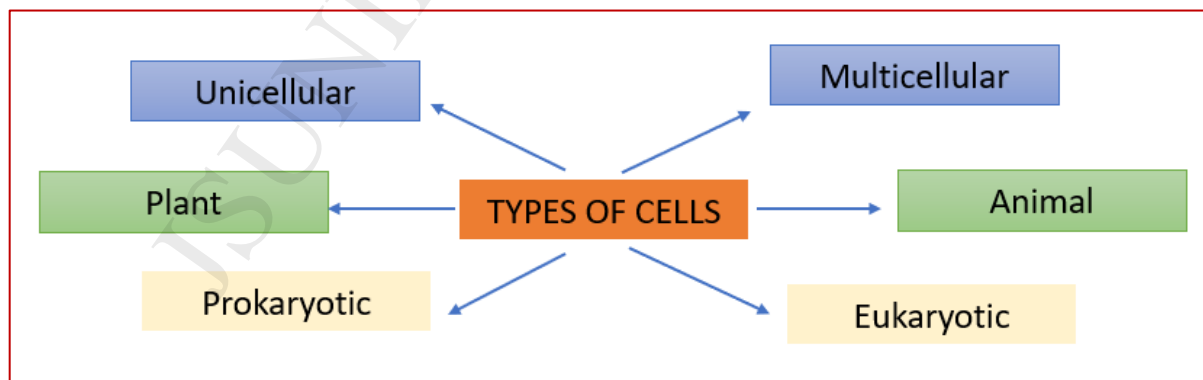 Unicellular
Multicellular
Plant
TYPES OF CELLS
Animal
Prokaryotic
Eukaryotic